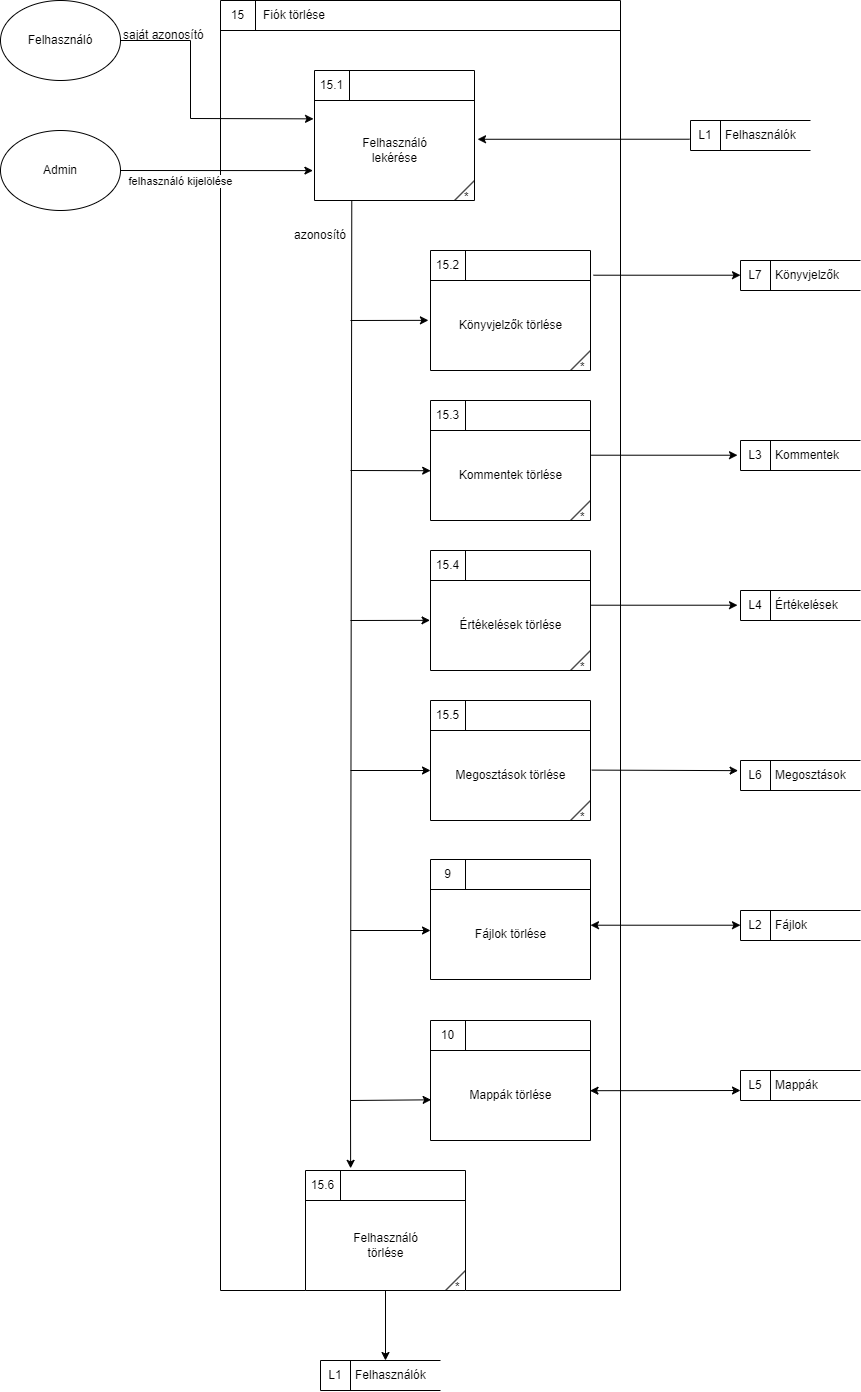 Felhasználó
saját azonosító
15
Fiók törlése
15.1
Felhasználó
lekérése
*
L1
Felhasználók
Admin
felhasználó kijelölése
azonosító
15.2
Könyvjelzők törlése
*
L7
Könyvjelzők
15.3
Kommentek törlése
*
L3
Kommentek
15.4
Értékelések törlése
*
L4
Értékelések
15.5
Megosztások törlése
*
L6
Megosztások
9
Fájlok törlése
L2
Fájlok
10
Mappák törlése
L5
Mappák
15.6
Felhasználó
törlése
*
L1
Felhasználók